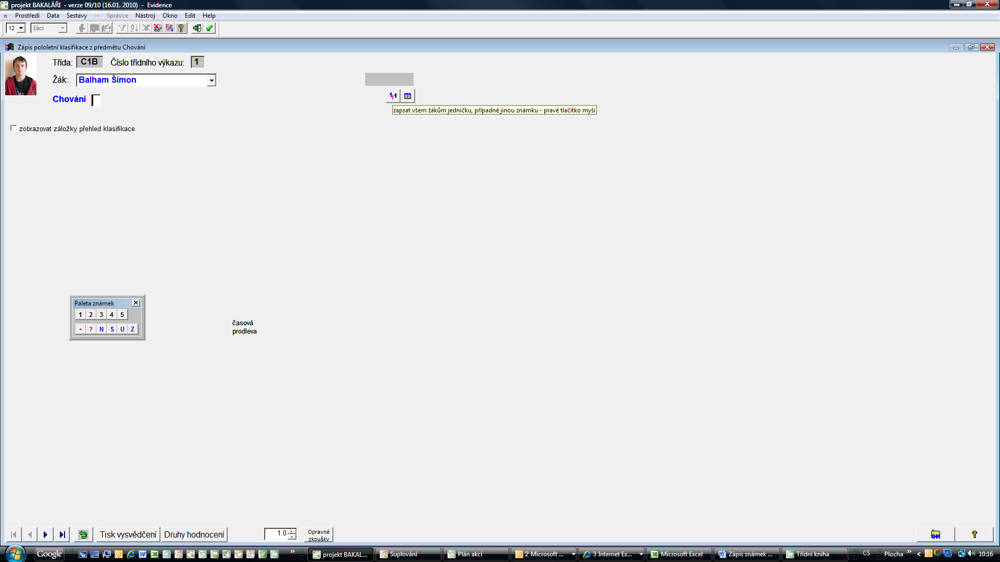 projekt BAKALÁŘI - verze 09/10 (16.01. 2010) - Evidence
= Prostředí Data Sestavy -- Správce Nástroj Okno Edit Help
12 žáci
Zápis pololetní klasifikace z předmětu Chování
Třída: C1B Číslo třídního výkazu: 1
Žák: Balham Šimon
Chování
zapsat všem žákům jedničku, případně jinou známku - pravé tlačítko myši
zobrazovat záložky přehled klasifikace
Paleta známek
1 2 3 4 5
- ? N S U Z
časová
prodleva
Tisk vysvědčení Druhy hodnocení 1.0 Opravné
zkoušky
OK ?
Google » projekt BAKAL... Suplování Plán akcí 2 Microsoft ... 3 Internet Ex... Microsoft Excel Zápis známek ... Třídní kniha CS Plocha » 10:16